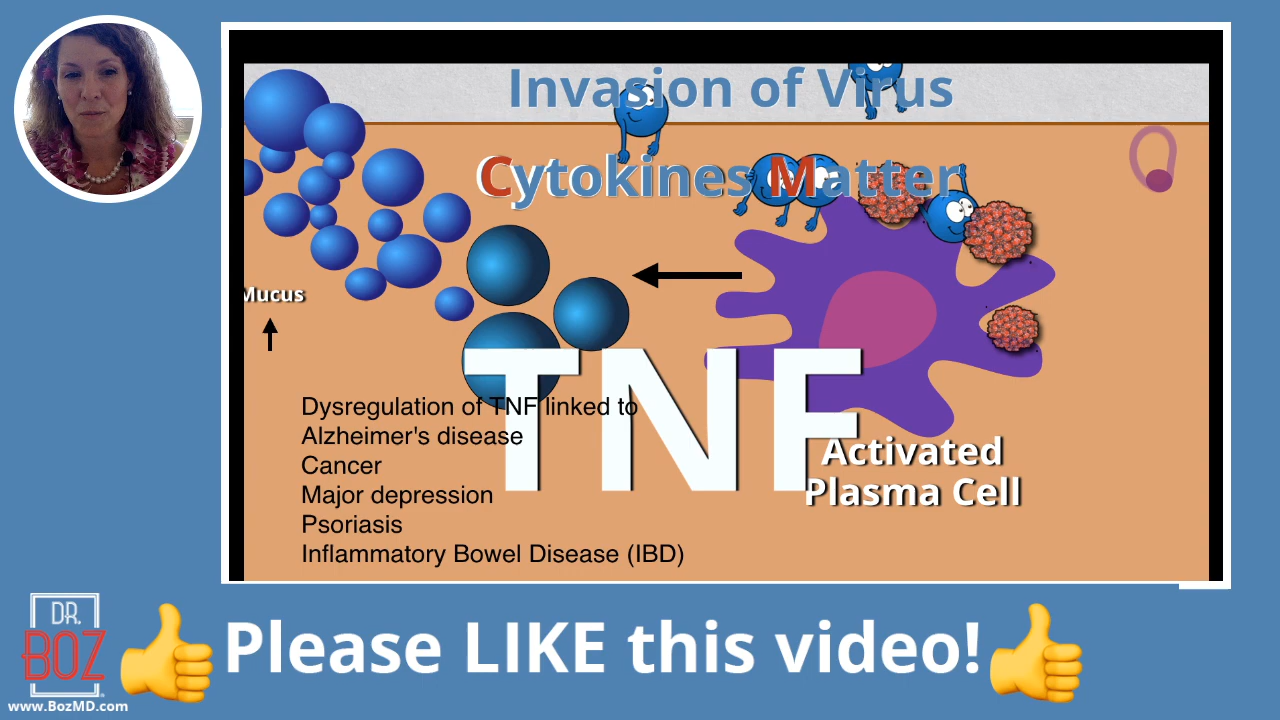 Invasion of Virus
Cytokines Matter
Mucus
TNF
Dysregulation of TNF linked to
Alzheimer's disease
Cancer
Major depression
Psoriasis
Inflammatory Bowel Disease (IBD)
Activated
Plasma Cell
DR.
BOZ
Please LIKE this video!
www.BozMD.com